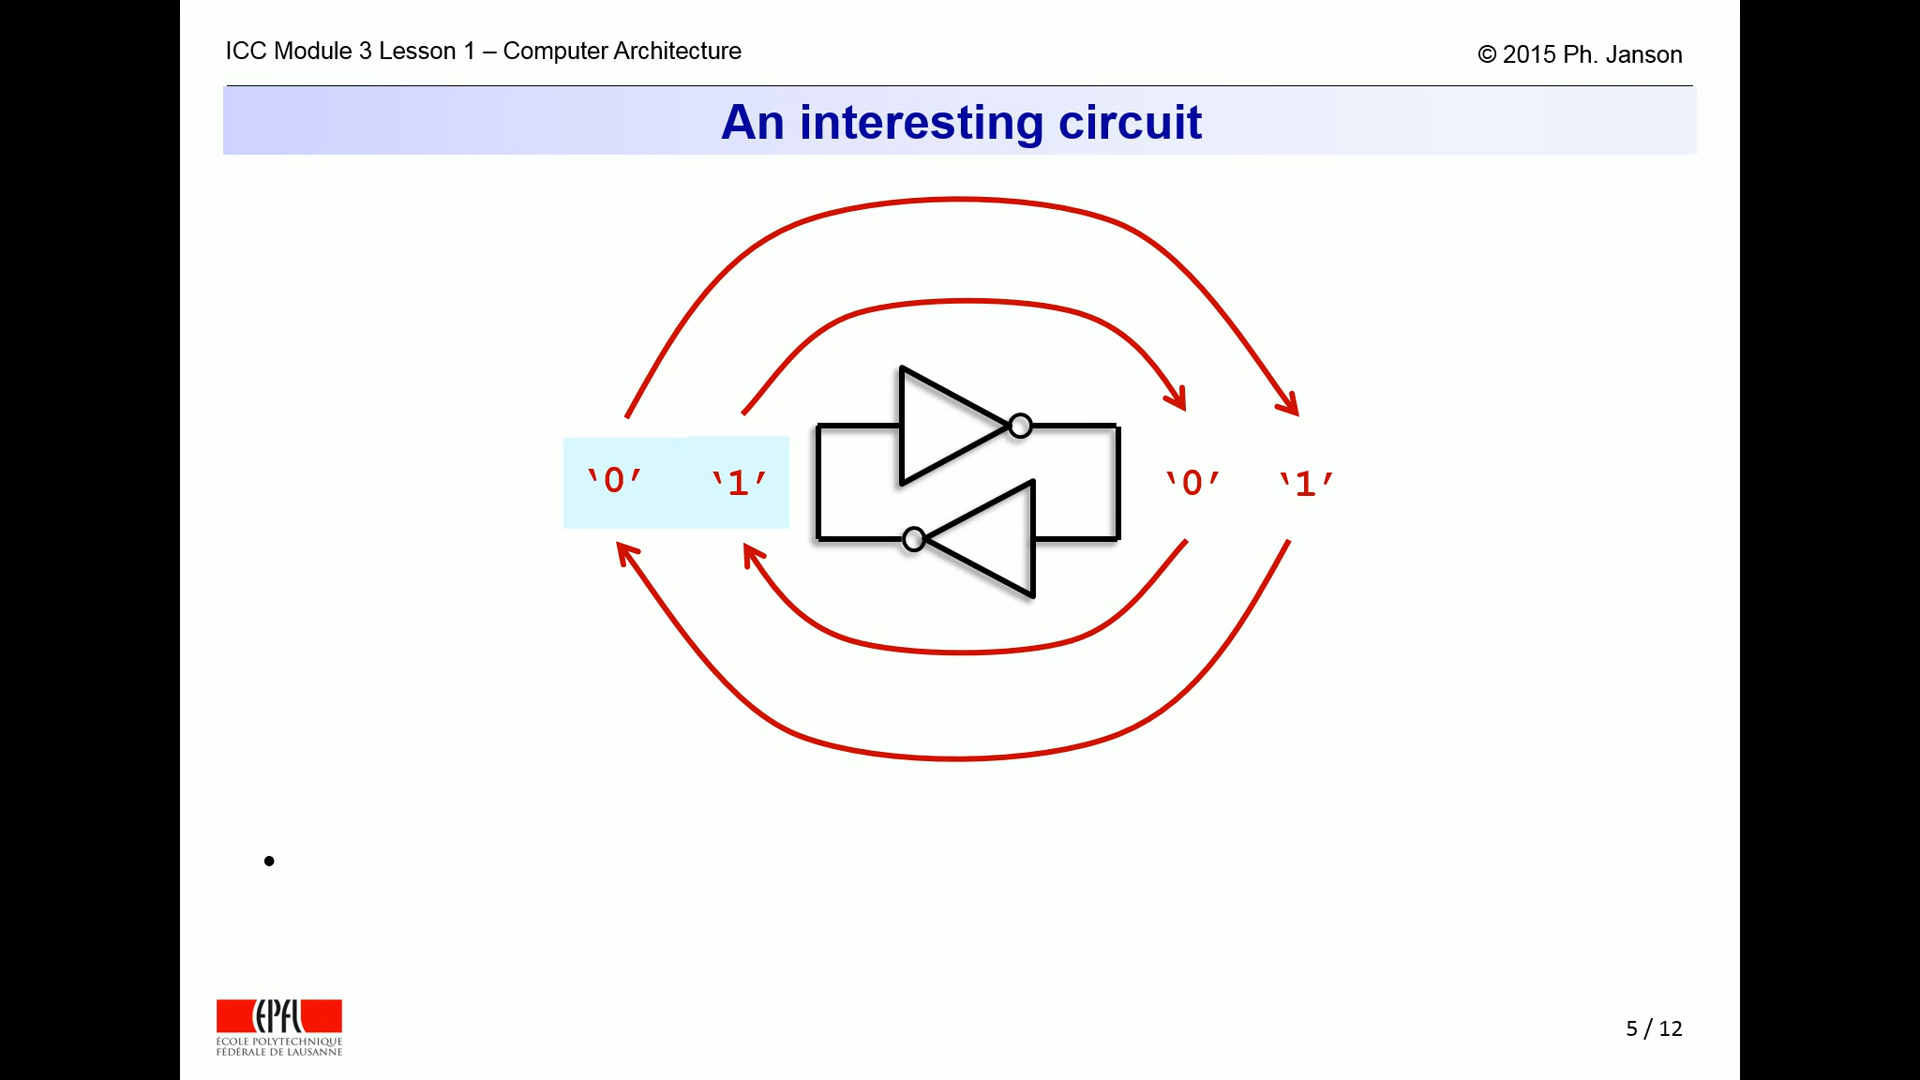 ICC Module 3 Lesson 1 – Computer Architecture
© 2015 Ph. Janson
An interesting circuit
‘0’ ‘1’ ‘0’ ‘1’
•
EPFL
ÉCOLE POLYTECHNIQUE
FÉDÉRALE DE LAUSANNE
5 / 12